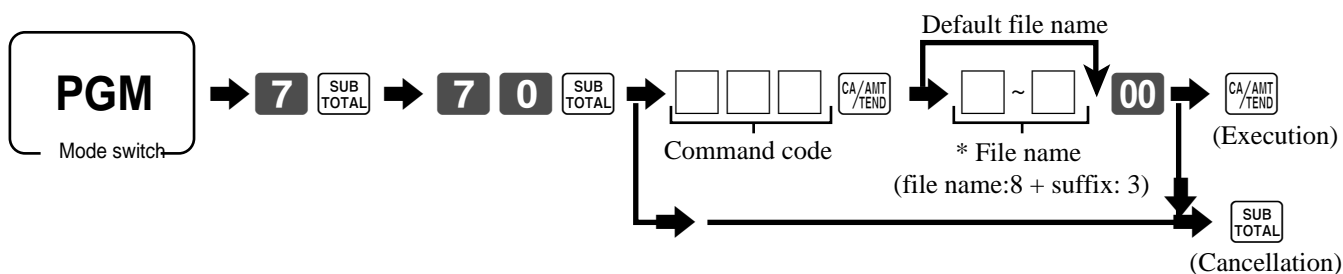 Default file name
PGM
Mode switch
7
SUB
TOTAL
7 0
SUB
TOTAL
CA/AMT
/TEND
~
00
CA/AMT
/TEND
Command code
* File name
(file name:8 + suffix: 3)
(Execution)
SUB
TOTAL
(Cancellation)